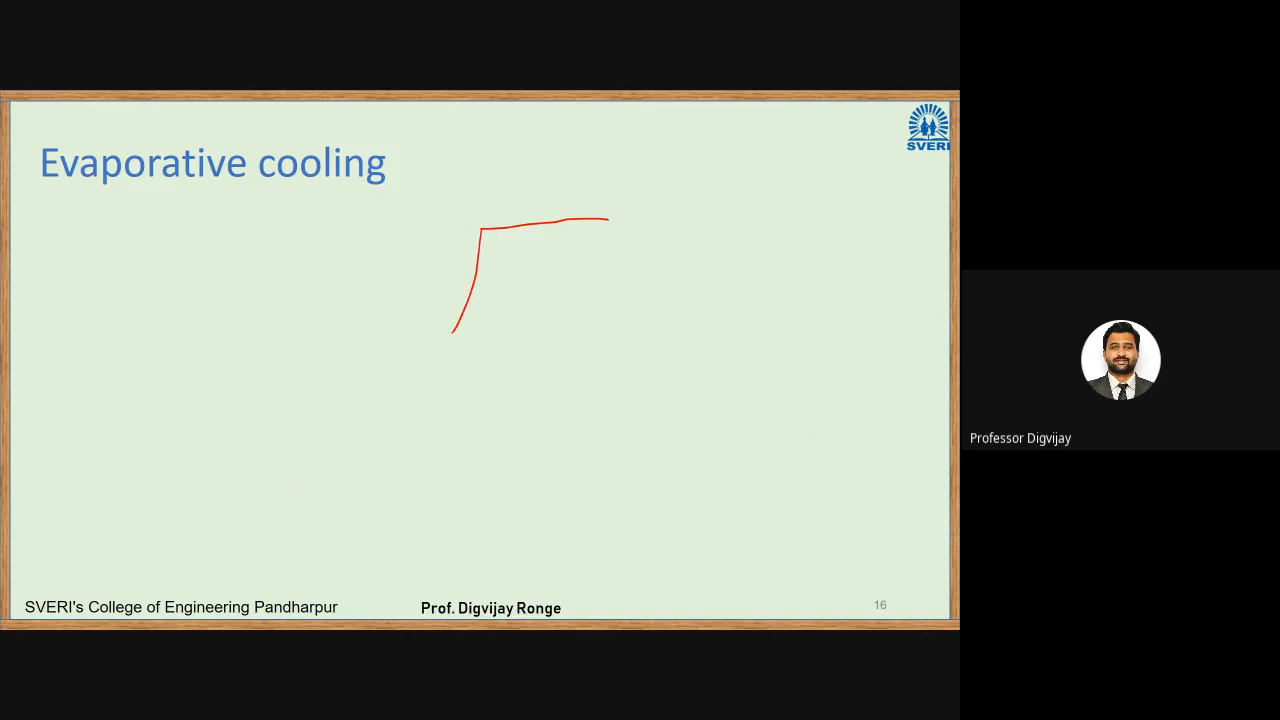 SVERI
Evaporative cooling
Professor Digvijay
SVERI's College of Engineering Pandharpur
Prof. Digvijay Ronge
16